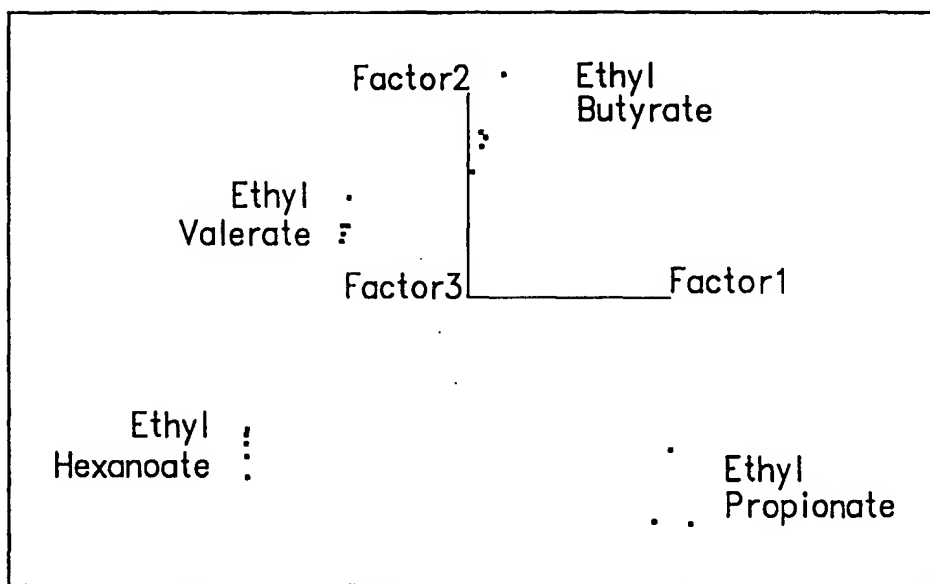 Factor2
Ethyl
Butyrate
Ethyl
Valerate
Factor3
Factor1
Ethyl
Hexanoate
Ethyl
Propionate